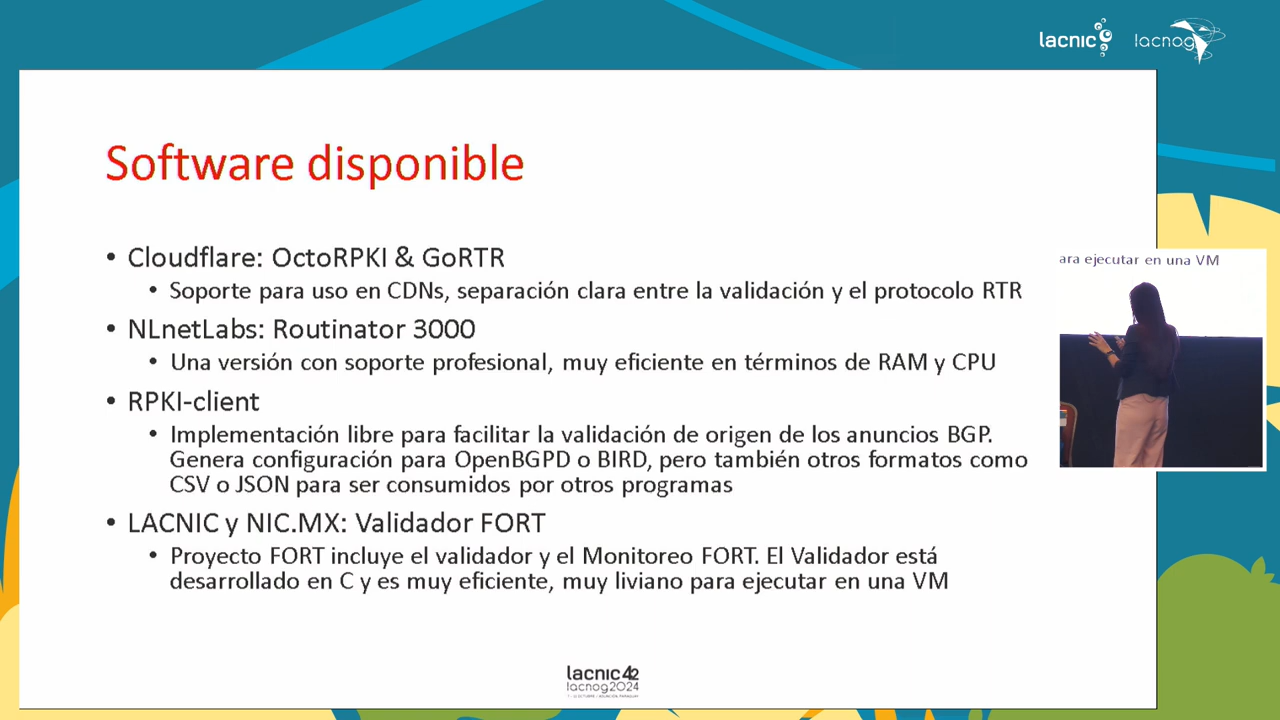 lacnic
lacnog
Software disponible
• Cloudflare: OctoRPKI & GoRTR
• Soporte para uso en CDNs, separación clara entre la validación y el protocolo RTR
• NLnetLabs: Routinator 3000
• Una versión con soporte profesional, muy eficiente en términos de RAM y CPU
• RPKI-client
• Implementación libre para facilitar la validación de origen de los anuncios BGP.
Genera configuración para OpenBGPD o BIRD, pero también otros formatos como
CSV o JSON para ser consumidos por otros programas
• LACNIC y NIC.MX: Validador FORT
• Proyecto FORT incluye el validador y el Monitoreo FORT. El Validador está
desarrollado en C y es muy eficiente, muy liviano para ejecutar en una VM
ara ejecutar en una VM
lacnic 42
lacnog2024